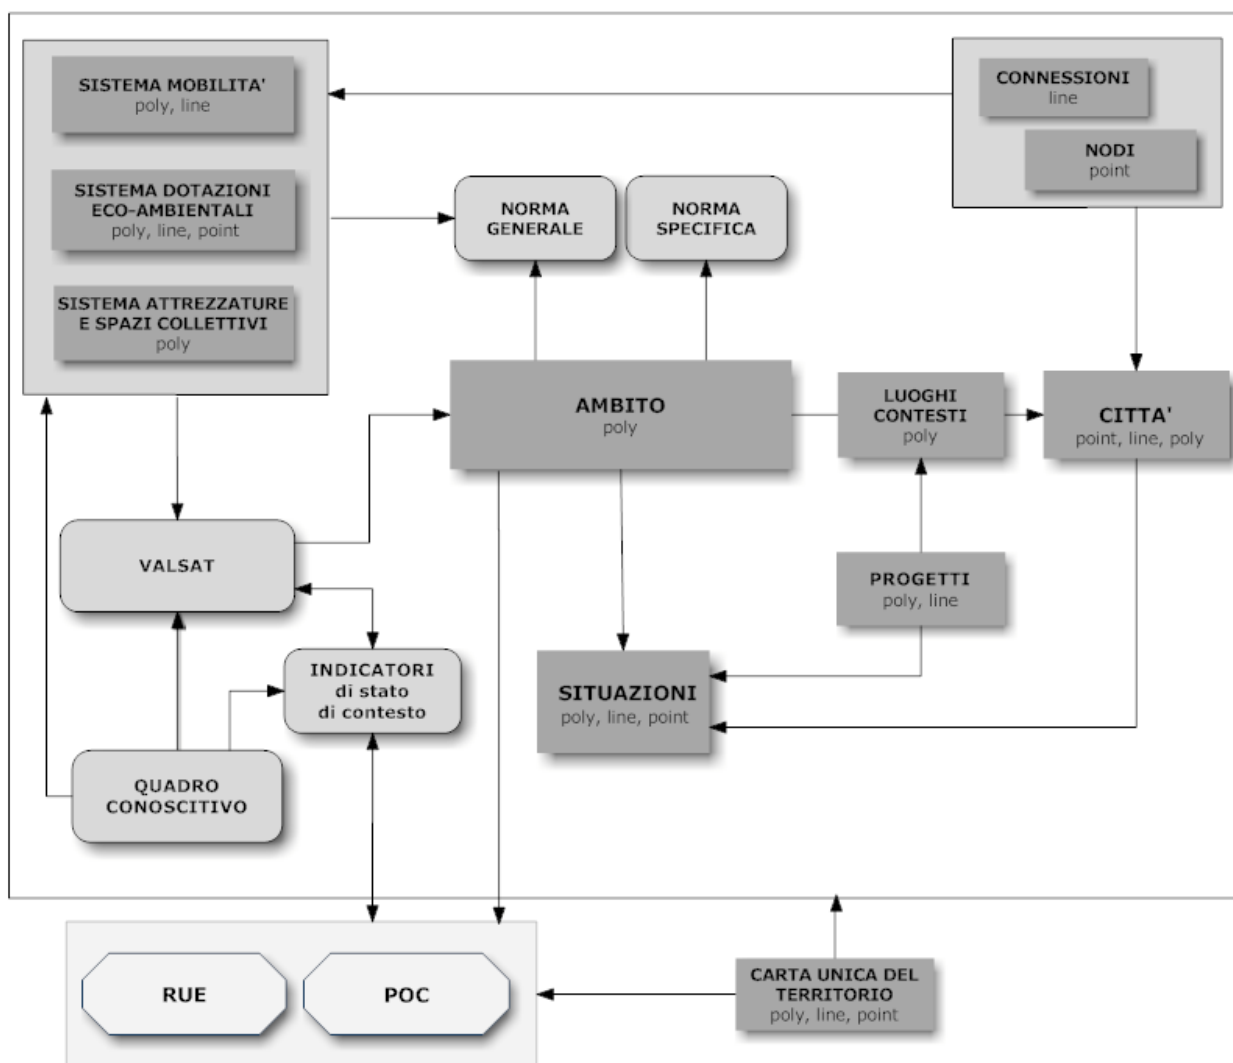 SISTEMA MOBILITA'
poly, line
SISTEMA DOTAZIONI
ECO-AMBIENTALI
poly, line, point
SISTEMA ATTREZZATURE
E SPAZI COLLETTIVI
poly
CONNESSIONI
line
NODI
point
NORMA
GENERALE
NORMA
SPECIFICA
AMBITO
poly
LUOGHI
CONTESTI
poly
CITTA'
point, line, poly
VALSAT
PROGETTI
poly, line
INDICATORI
di stato
di contesto
SITUAZIONI
poly, line, point
QUADRO
CONOSCITIVO
RUE
POC
CARTA UNICA DEL
TERRITORIO
poly, line, point